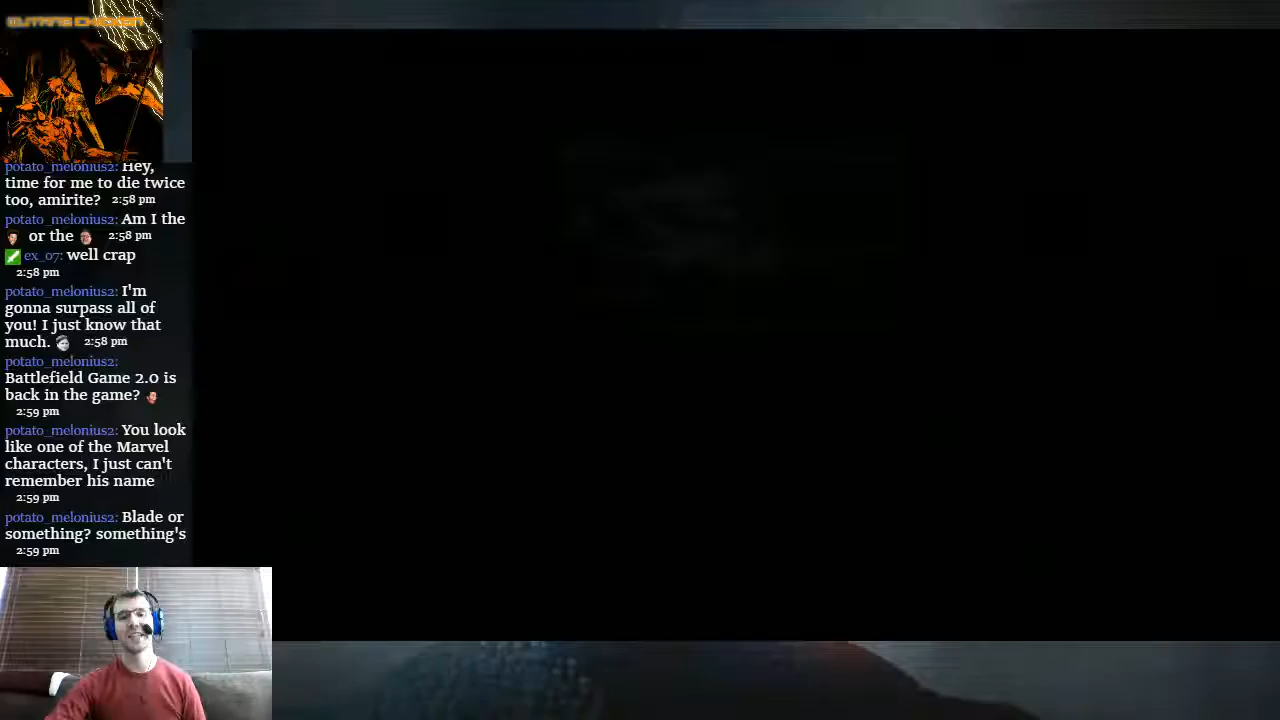 potato_melonius2: Hey,
time for me to die twice
too, amirite? 2:58 pm
potato_melonius2: Am I the
or the 2:58 pm
ex_07: well crap
2:58 pm
potato_melonius2: I'm
gonna surpass all of
you! I just know that
much. 2:58 pm
potato_melonius2:
Battlefield Game 2.0 is
back in the game?
2:59 pm
potato_melonius2: You look
like one of the Marvel
characters, I just can't
remember his name
2:59 pm
potato_melonius2: Blade or
something? something's
2:59 pm